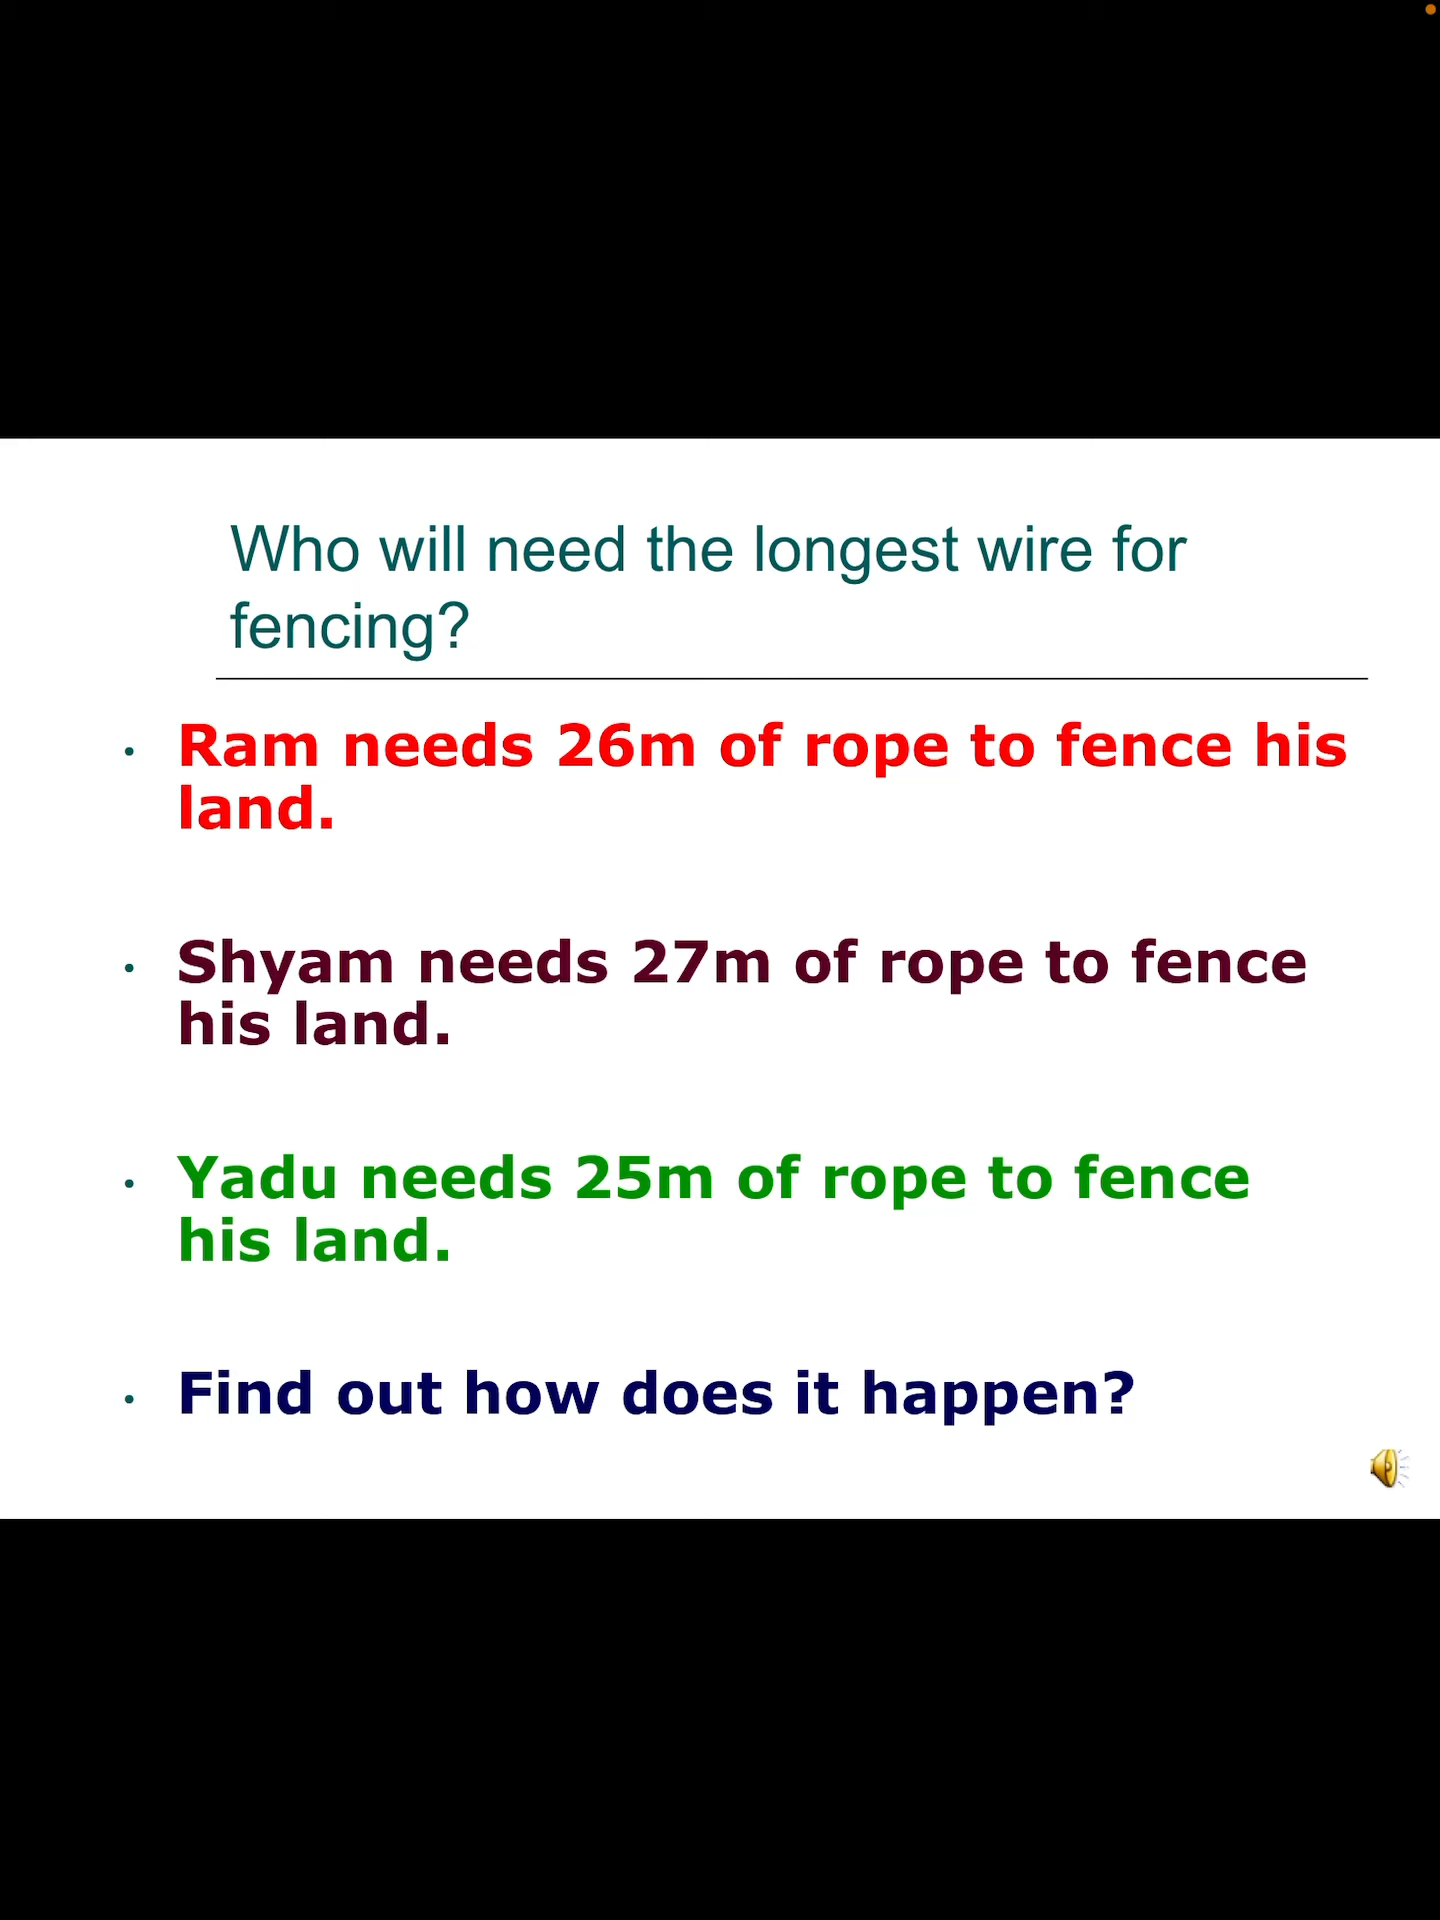 Who will need the longest wire for
fencing?
• Ram needs 26m of rope to fence his
land.
• Shyam needs 27m of rope to fence
his land.
• Yadu needs 25m of rope to fence
his land.
• Find out how does it happen?